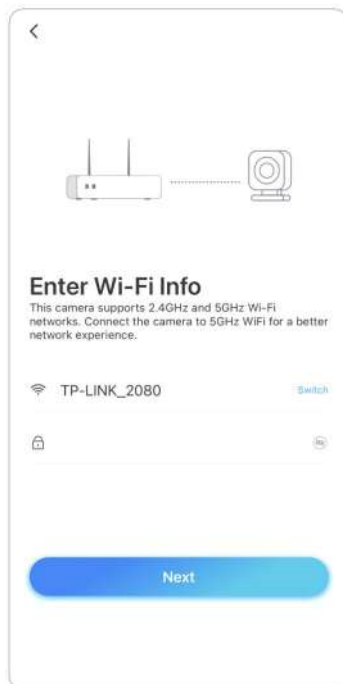 Enter Wi-Fi Info
This camera supports 2.4GHz and 5GHz Wi-Fi
networks. Connect the camera to 5GHz WiFi for a better
network experience.
TP-LINK_2080 Switch
Next